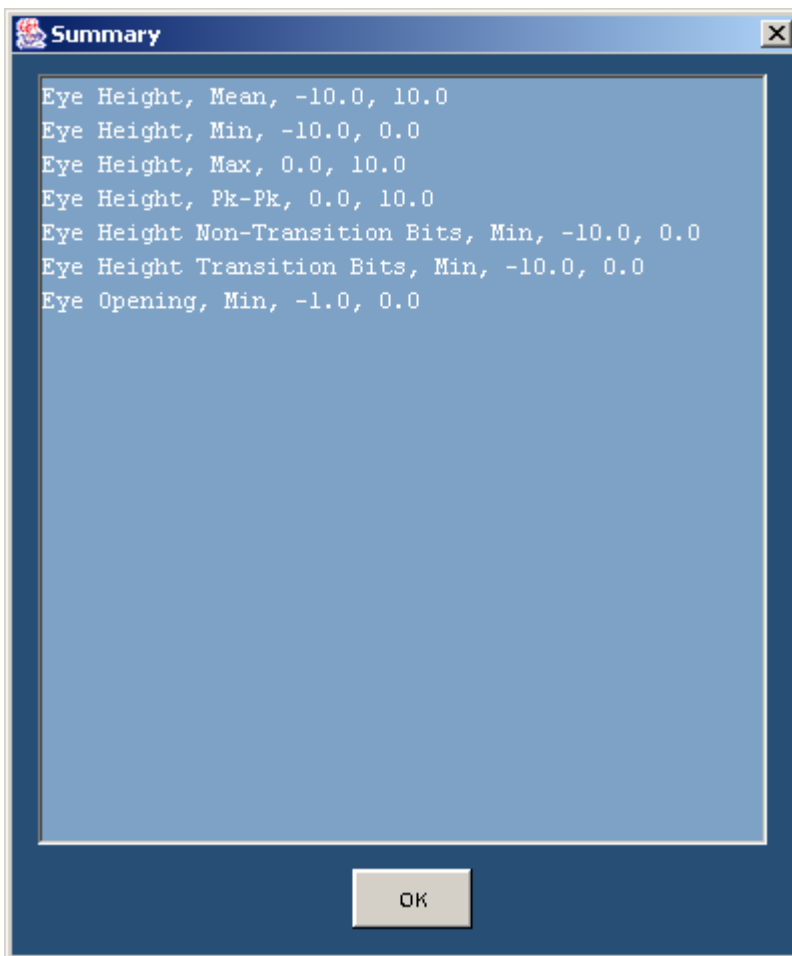 Summary
Eye Height, Mean, -10.0, 10.0
Eye Height, Min, -10.0, 0.0
Eye Height, Max, 0.0, 10.0
Eye Height, Pk-Pk, 0.0, 10.0
Eye Height Non-Transition Bits, Min, -10.0, 0.0
Eye Height Transition Bits, Min, -10.0, 0.0
Eye Opening, Min, -1.0, 0.0
OK